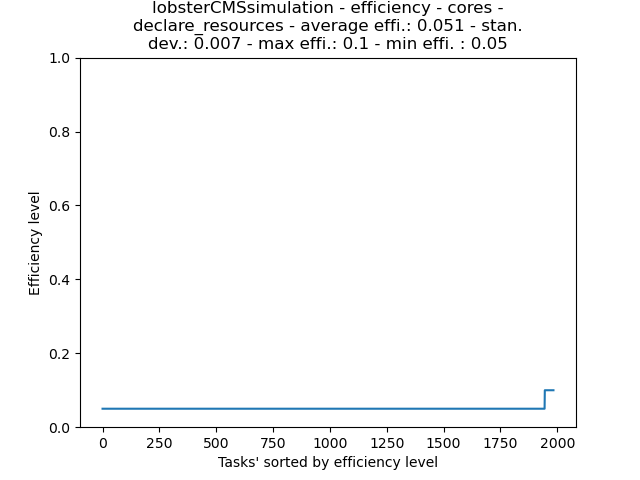 lobsterCMSsimulation - efficiency - cores -
declare_resources - average effi.: 0.051 - stan.
dev.: 0.007 - max effi.: 0.1 - min effi. : 0.05
1.0
0.8
0.6
0.4
0.2
0.0
Efficiency level
0 250 500 750 1000 1250 1500 1750 2000
Tasks' sorted by efficiency level